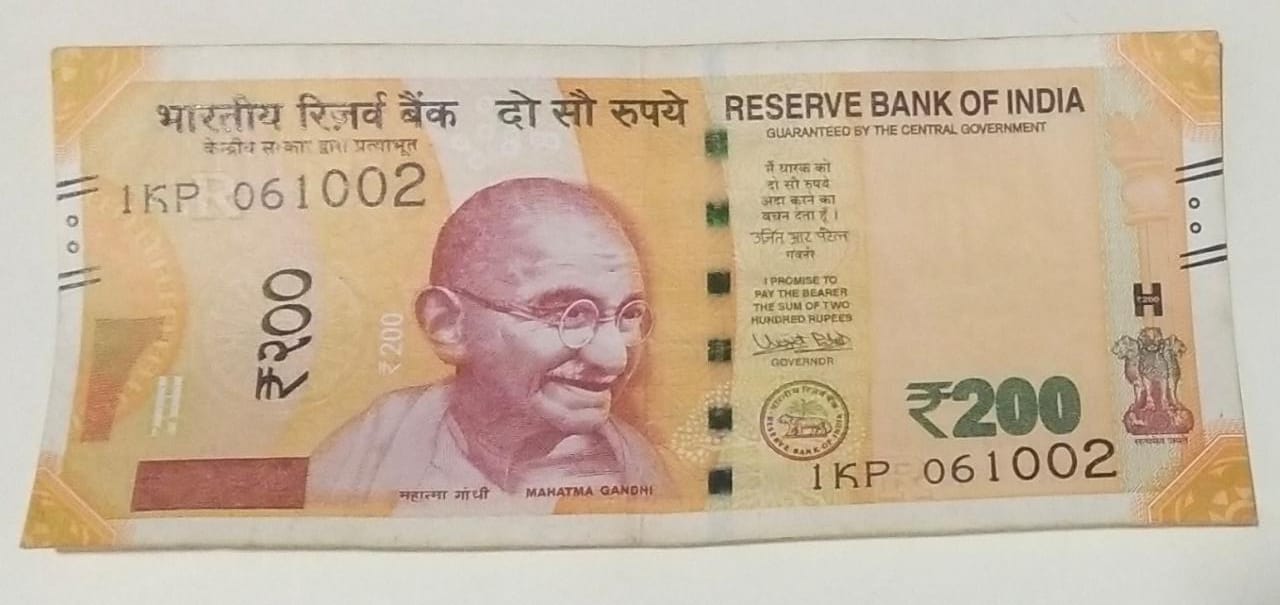 भारतीय रिज़र्व बैंक दो सौ रुपये
केन्द्रीय सरकार द्वारा प्रत्याभूत
1KP 061002
₹२००
₹200
महात्मा गांधी MAHATMA GANDHI
RESERVE BANK OF INDIA
GUARANTEED BY THE CENTRAL GOVERNMENT
मैं धारक को
दो सौ रुपये
अदा करने का
वचन देता हूँ ।
उर्जित आर पटेल
गवर्नर
I PROMISE TO
PAY THE BEARER
THE SUM OF TWO
HUNDRED RUPEES
GOVERNOR
भारतीय रिज़र्व बैंक
RESERVE BANK OF INDIA
₹200
1KP 061002
H
₹200
सत्यमेव जयते